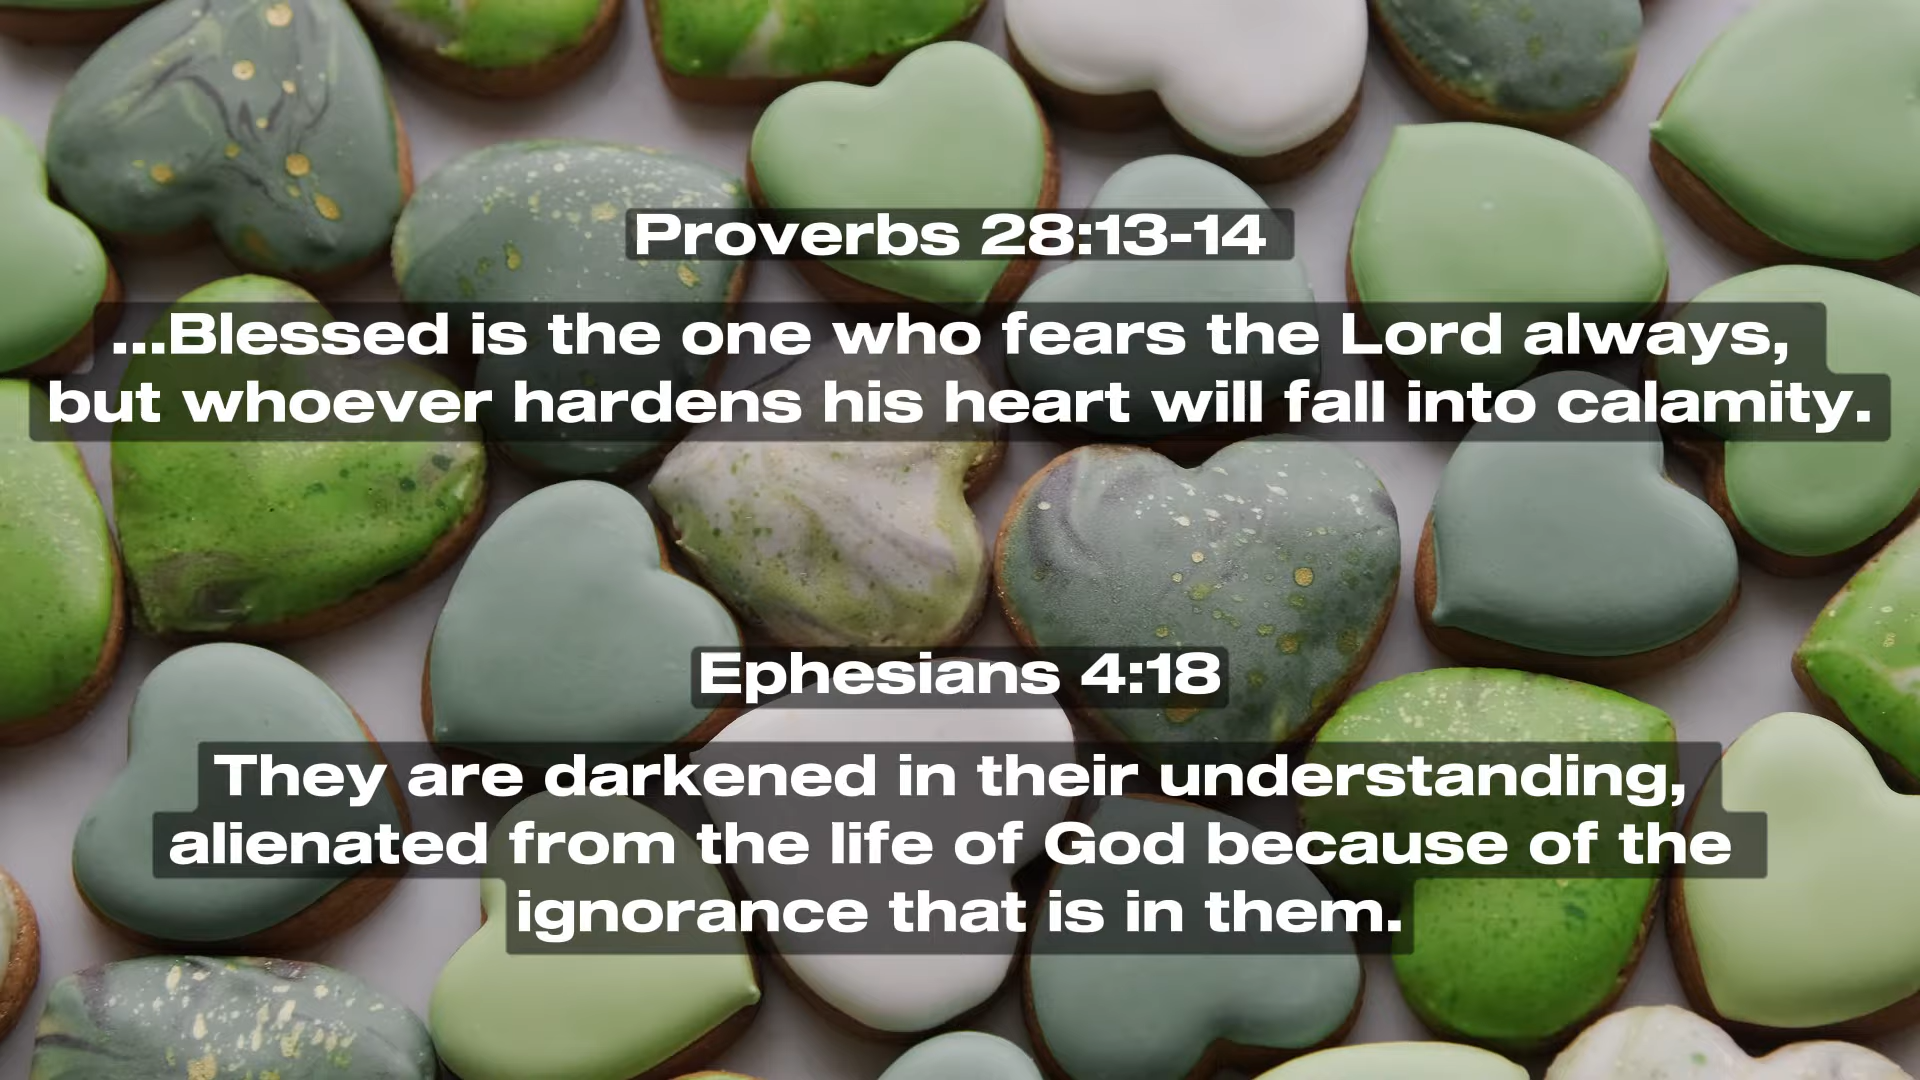 Proverbs 28:13-14
...Blessed is the one who fears the Lord always,
but whoever hardens his heart will fall into calamity.
Ephesians 4:18
They are darkened in their understanding,
alienated from the life of God because of the
ignorance that is in them.